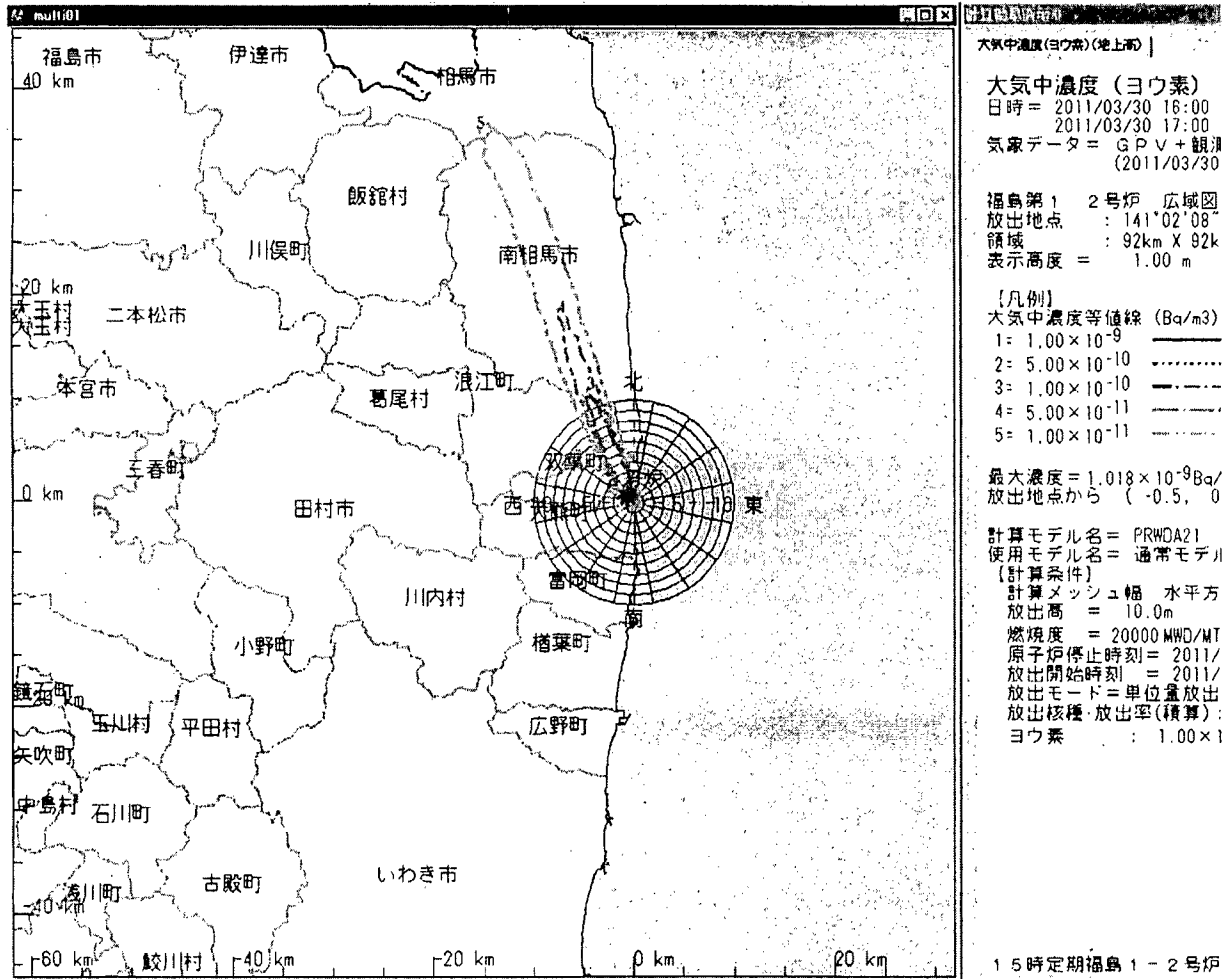 multi01
福島市
伊達市
相馬市
40 km
5
飯舘村
川俣町
南相馬市
20 km
大玉村
大玉村
二本松市
4
本宮市
葛尾村
浪江町
北
三春町
双葉町
0 km
田村市
西
10
東
富岡町
川内村
南
小野町
楢葉町
鏡石町
玉川村
平田村
広野町
矢吹町
中島村
石川町
古殿町
いわき市
浅川町
-40 km
-60 km
鮫川村
-40 km
-20 km
0 km
20 km
大気中濃度(ヨウ素)(地上高)
大気中濃度（ヨウ素）
日時＝ 2011/03/30 16:00
2011/03/30 17:00
気象データ＝ ＧＰＶ＋観測
(2011/03/30
福島第１ ２号炉 広域図
放出地点 : 141°02'08"
領域 : 92km X 92k
表示高度 ＝ 1.00 m
【凡例】
大気中濃度等値線 (Bq/m3)
1= 1.00×10-9
2= 5.00×10-10
3= 1.00×10-10
4= 5.00×10-11
5= 1.00×10-11
最大濃度＝1.018×10-9Bq/
放出地点から ( -0.5, 0
計算モデル名＝ PRWDA21
使用モデル名＝ 通常モデル
【計算条件】
計算メッシュ幅 水平方
放出高 ＝ 10.0m
燃焼度 ＝ 20000MWD/MT
原子炉停止時刻＝ 2011/
放出開始時刻 ＝ 2011/
放出モード＝単位量放出
放出核種・放出率(積算) :
ヨウ素 : 1.00×1
１５時定期福島１－２号炉